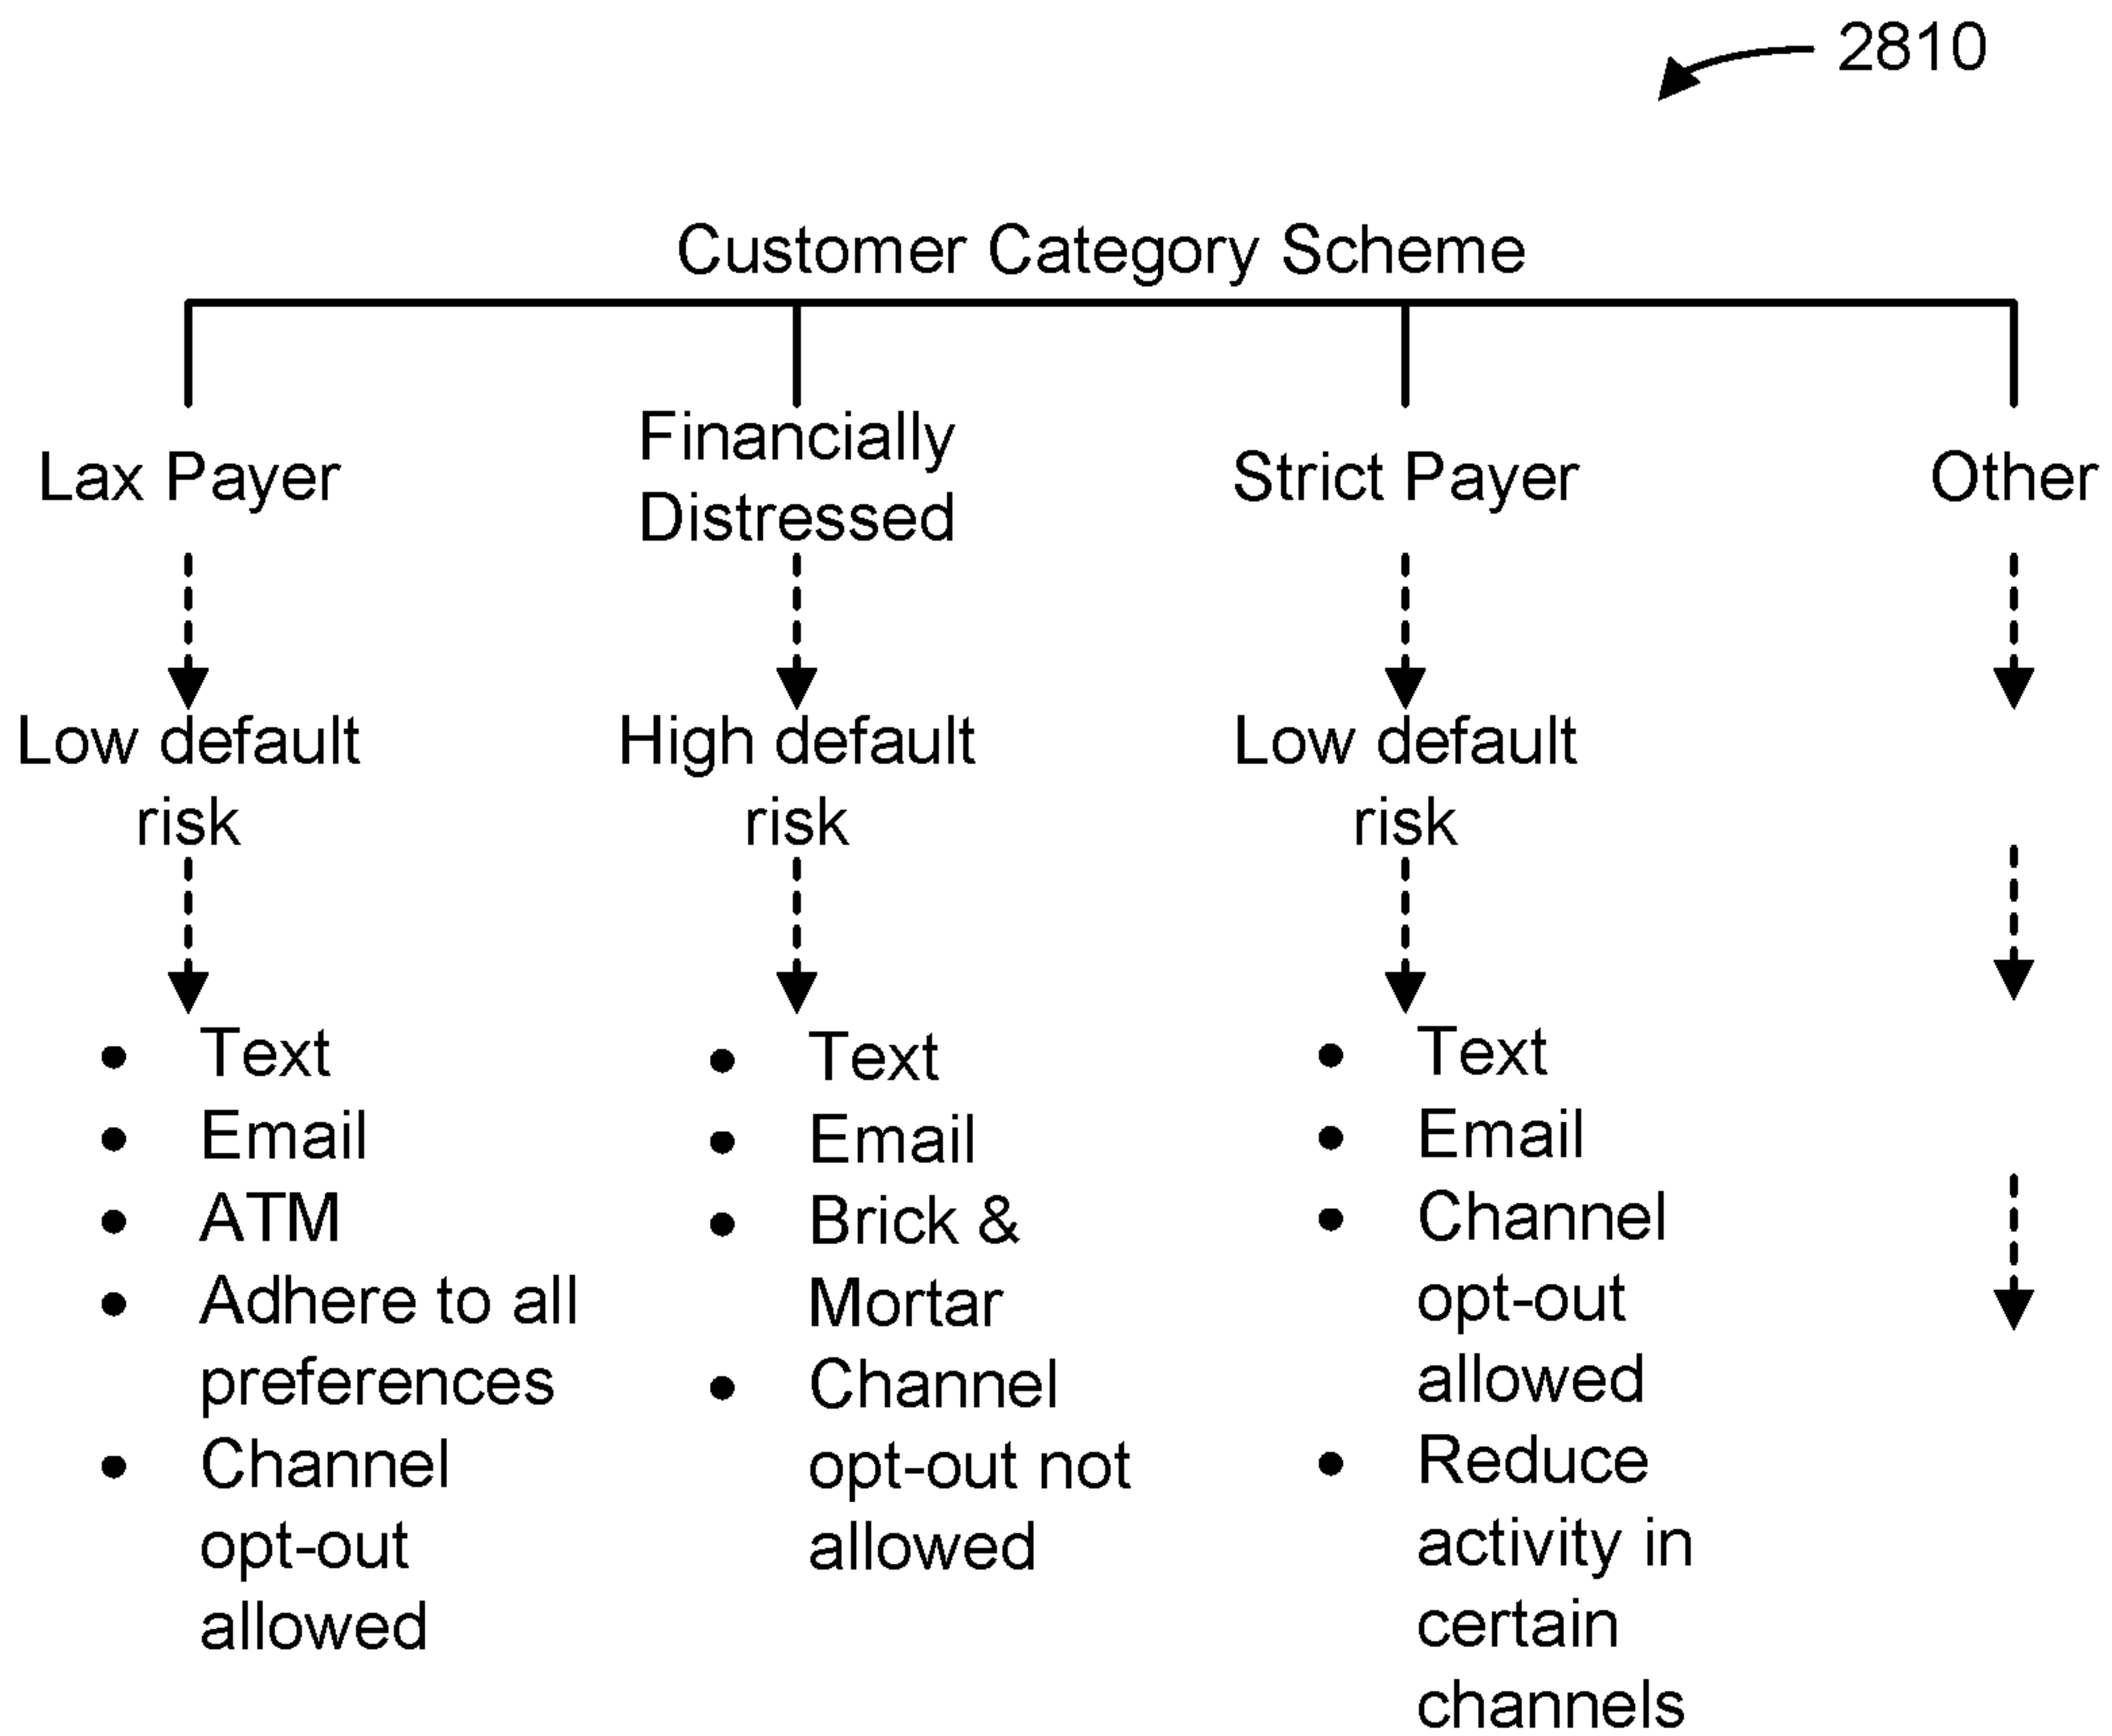 2810
Customer Category Scheme
Lax Payer
Financially
Distressed
Strict Payer
Other
Low default
risk
High default
risk
Low default
risk
• Text
• Email
• ATM
• Adhere to all
preferences
• Channel
opt-out
allowed
• Text
• Email
• Brick &
Mortar
• Channel
opt-out not
allowed
• Text
• Email
• Channel
opt-out
allowed
• Reduce
activity in
certain
channels